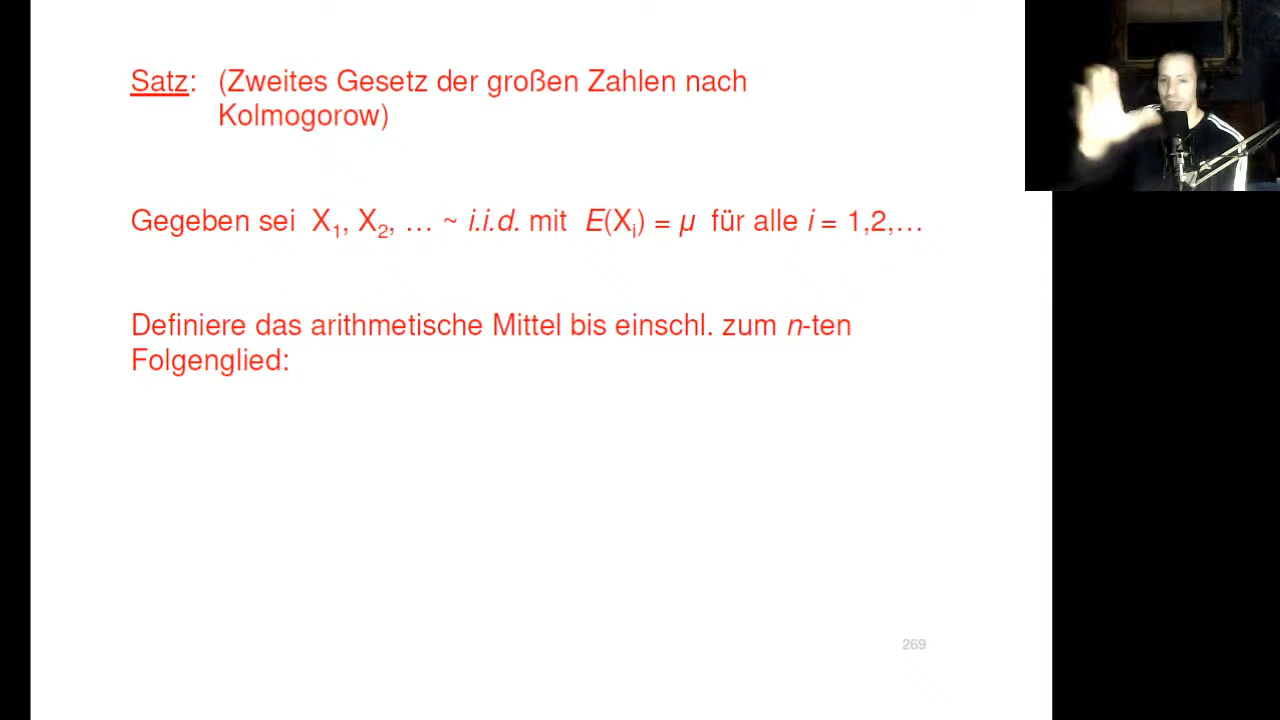 Satz: (Zweites Gesetz der großen Zahlen nach
Kolmogorow)
Gegeben sei X₁, X₂, … ~ i.i.d. mit E(Xᵢ) = μ für alle i = 1,2,…
Definiere das arithmetische Mittel bis einschl. zum n-ten
Folgenglied:
269